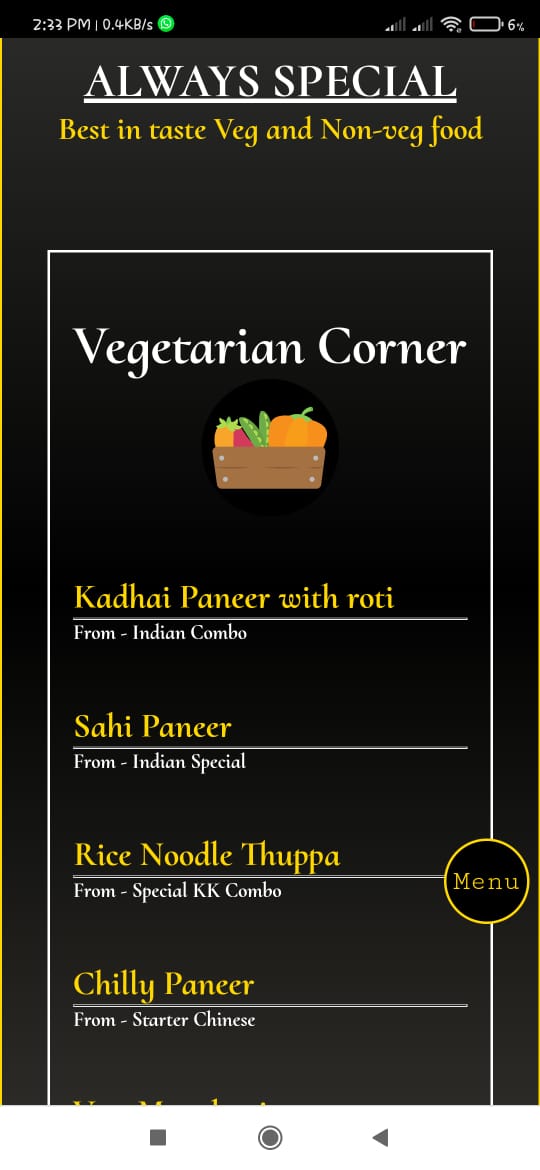 2:33 PM | 0.4KB/s
6%
ALWAYS SPECIAL
Best in taste Veg and Non-veg food
Vegetarian Corner
Kadhai Paneer with roti
From - Indian Combo
Sahi Paneer
From - Indian Special
Rice Noodle Thuppa
Menu
From - Special KK Combo
Chilly Paneer
From - Starter Chinese